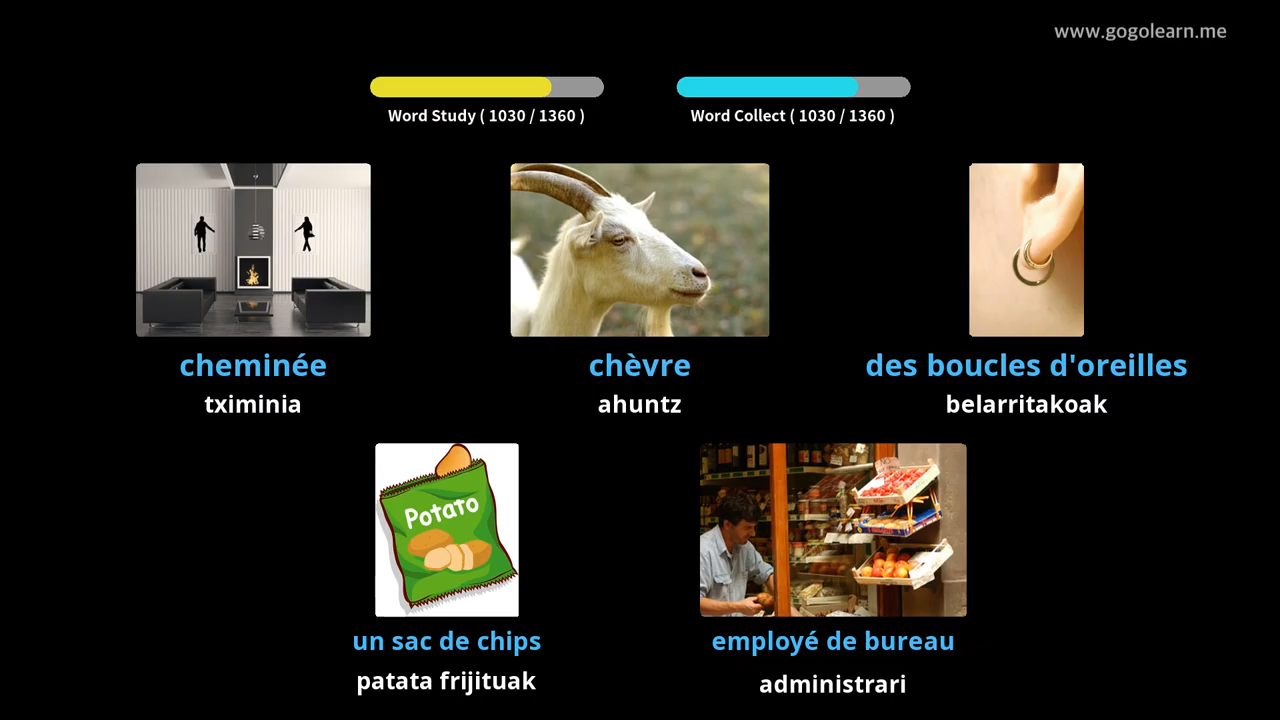 www.gogolearn.me
Word Study ( 1030 / 1360 )
Word Collect ( 1030 / 1360 )
cheminée
tximinia
chèvre
ahuntz
des boucles d'oreilles
belarritakoak
Potato
un sac de chips
patata frijituak
employé de bureau
administrari